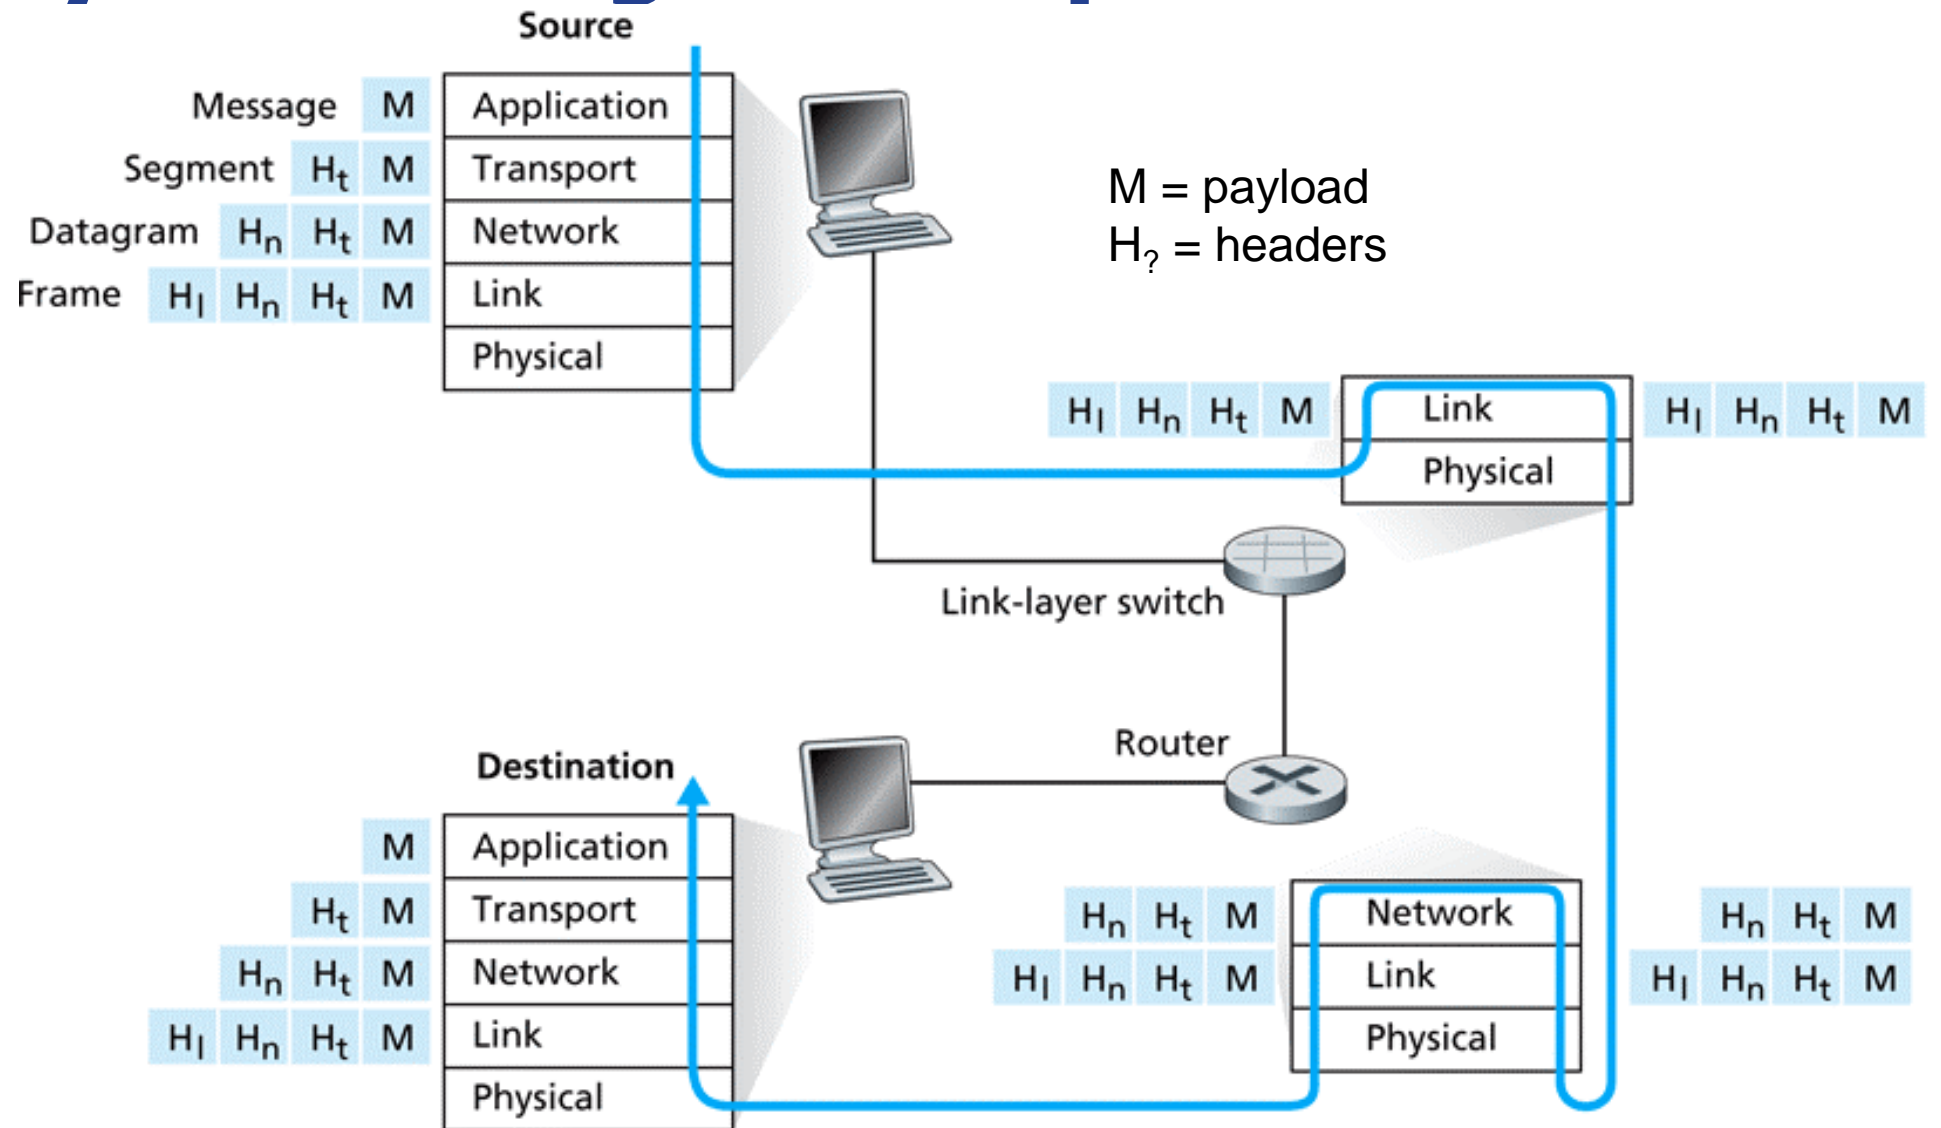 Source
Message M Application
Segment Ht M Transport
Datagram Hn Ht M Network
Frame Hl Hn Ht M Link
Physical
M = payload
H? = headers
Hl Hn Ht M Link Hl Hn Ht M
Physical
Link-layer switch
Router
Destination
M Application
Ht M Transport
Hn Ht M Network
Hl Hn Ht M Link
Physical
Hn Ht M Network Hn Ht M
Hl Hn Ht M Link Hl Hn Ht M
Physical